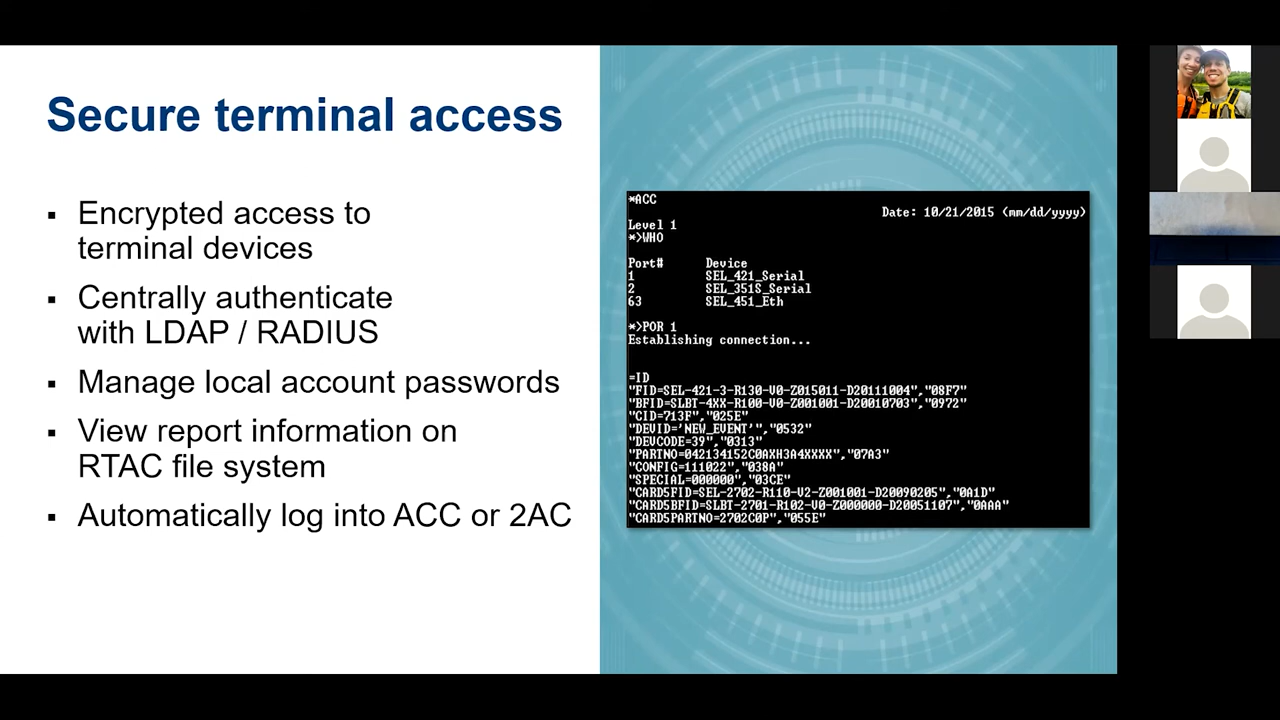 Secure terminal access
▪ Encrypted access to
terminal devices
▪ Centrally authenticate
with LDAP / RADIUS
▪ Manage local account passwords
▪ View report information on
RTAC file system
▪ Automatically log into ACC or 2AC
*ACC
Date: 10/21/2015 (mm/dd/yyyy)
Level 1
*>WHO
Port# Device
1 SEL_421_Serial
2 SEL_351S_Serial
63 SEL_451_Eth
*>POR 1
Establishing connection...
=ID
"FID=SEL-421-3-R130-V0-Z015011-D20111004","08F7"
"BFID=SLBT-4XX-R100-V0-Z001001-D20010703","0972"
"CID=713F","025E"
"DEVID='NEW_EVENT'","0532"
"DEVCODE=39","0313"
"PARTNO=042134152C0AXH3A4XXXX","07A3"
"CONFIG=111022","038A"
"SPECIAL=000000","03CE"
"CARD5FID=SEL-2702-R110-V2-Z001001-D20090205","0A1D"
"CARD5BFID=SLBT-2701-R102-V0-Z000000-D20051107","0AAA"
"CARD5PARTNO=2702C0P","055E"